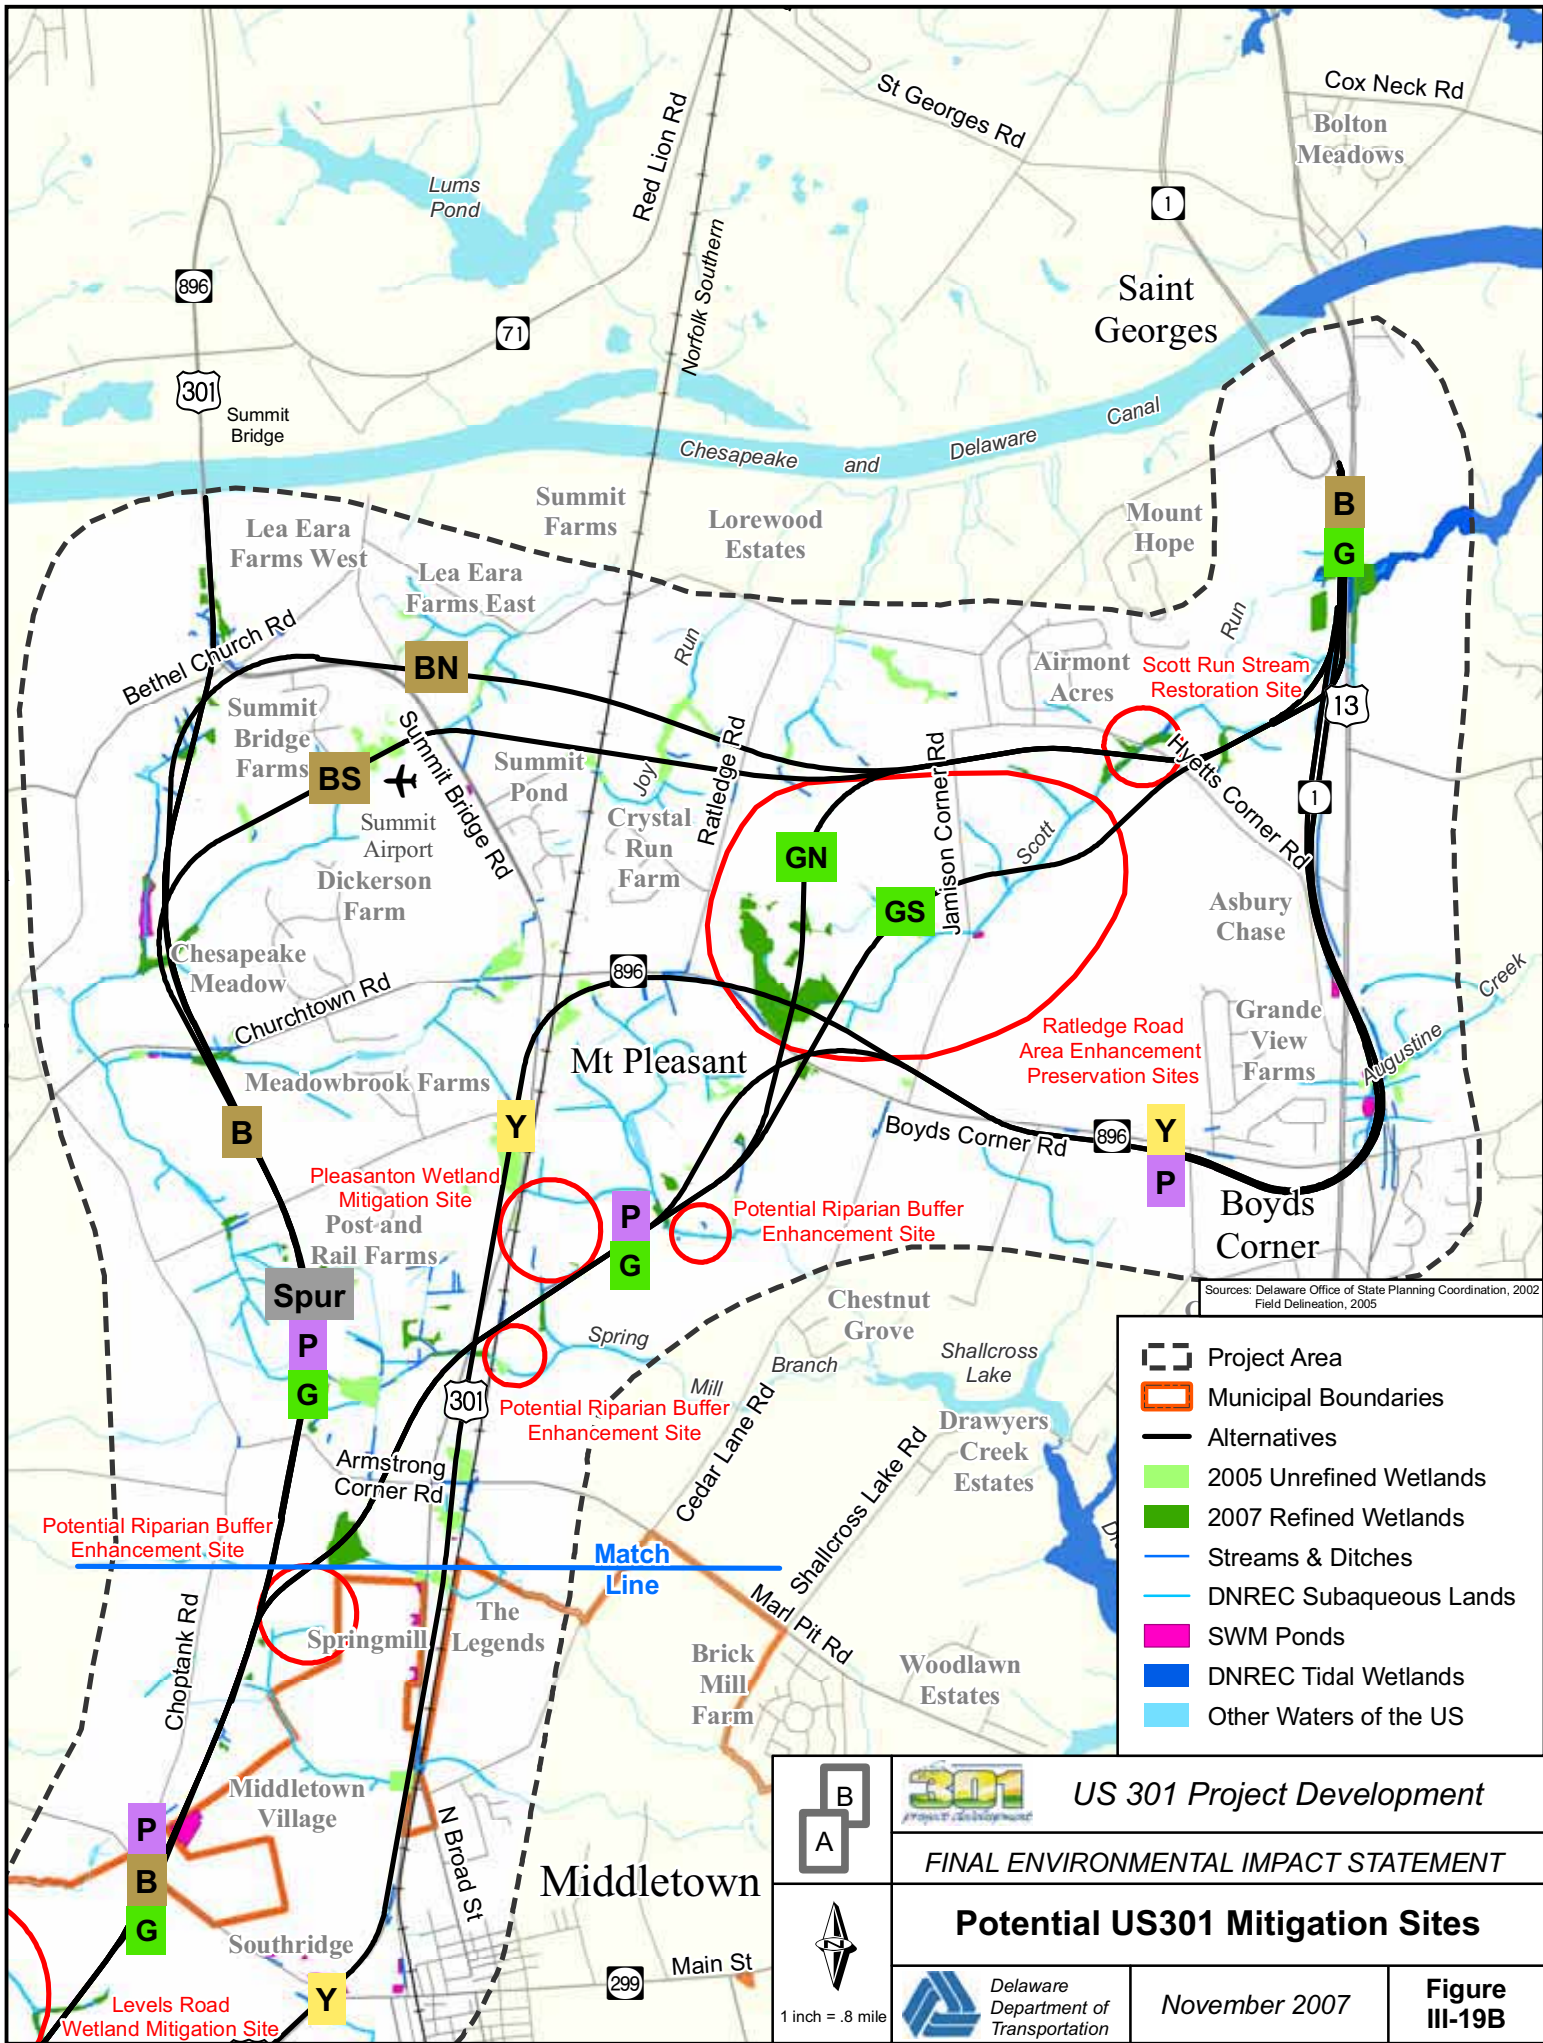 Cox Neck Rd
Bolton
Meadows
St Georges Rd
Red Lion Rd
Lums
Pond
1
896
71
Norfolk Southern
Saint
Georges
301
Summit
Bridge
Chesapeake and Delaware Canal
Summit
Farms
Lea Eara
Farms West
Lorewood
Estates
Mount
Hope
B
G
Lea Eara
Farms East
Bethel Church Rd
BN
Run
Run
Airmont
Acres
Scott Run Stream
Restoration Site
13
Summit
Bridge
Farms
BS
Summit Bridge Rd
Summit
Pond
Joy
Ratledge Rd
Jamison Corner Rd
Hyetts Corner Rd
1
Summit
Airport
Crystal
Run
Farm
GN
Scott
Dickerson
Farm
GS
Asbury
Chase
Chesapeake
Meadow
896
Creek
Churchtown Rd
Grande
View
Farms
Ratledge Road
Area Enhancement
Preservation Sites
Augustine
Mt Pleasant
Meadowbrook Farms
B
Y
Boyds Corner Rd
896
Y
P
Pleasanton Wetland
Mitigation Site
Post and
Rail Farms
P
G
Potential Riparian Buffer
Enhancement Site
Boyds
Corner
Spur
P
G
Sources: Delaware Office of State Planning Coordination, 2002
Field Delineation, 2005
Chestnut
Grove
Spring
Mill
Branch
Shallcross
Lake
301
Potential Riparian Buffer
Enhancement Site
Cedar Lane Rd
Shallcross Lake Rd
Drawyers
Creek
Estates
Armstrong
Corner Rd
Potential Riparian Buffer
Enhancement Site
Match
Line
Marl Pit Rd
Choptank Rd
Springmill
The
Legends
Brick
Mill
Farm
Woodlawn
Estates
Middletown
Village
P
B
G
N Broad St
Middletown
Southridge
Y
299
Main St
Levels Road
Wetland Mitigation Site
Project Area
Municipal Boundaries
Alternatives
2005 Unrefined Wetlands
2007 Refined Wetlands
Streams & Ditches
DNREC Subaqueous Lands
SWM Ponds
DNREC Tidal Wetlands
Other Waters of the US
B
A
301
project development
US 301 Project Development
FINAL ENVIRONMENTAL IMPACT STATEMENT
N
1 inch = .8 mile
Potential US301 Mitigation Sites
Delaware
Department of
Transportation
November 2007
Figure
III-19B